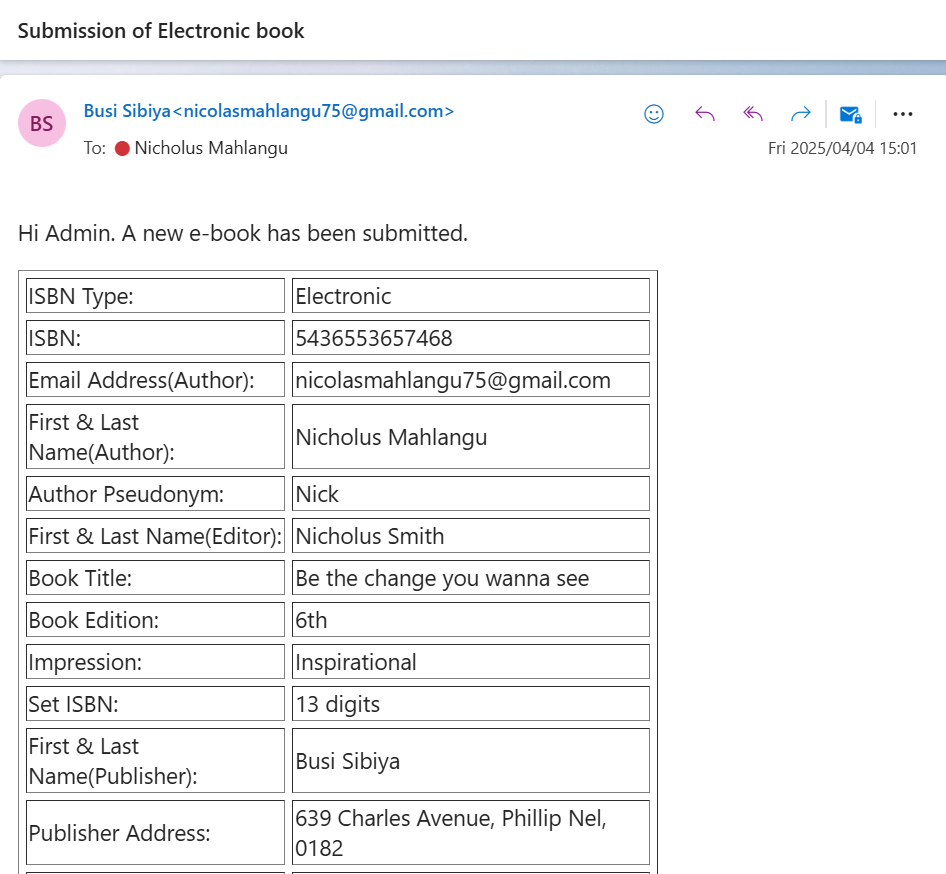 Submission of Electronic book
BS
Busi Sibiya<nicolasmahlangu75@gmail.com>
To: Nicholus Mahlangu
Fri 2025/04/04 15:01
Hi Admin. A new e-book has been submitted.
ISBN Type: Electronic
ISBN: 5436553657468
Email Address(Author): nicolasmahlangu75@gmail.com
First & Last
Name(Author):
Nicholus Mahlangu
Author Pseudonym: Nick
First & Last Name(Editor): Nicholus Smith
Book Title: Be the change you wanna see
Book Edition: 6th
Impression: Inspirational
Set ISBN: 13 digits
First & Last
Name(Publisher):
Busi Sibiya
Publisher Address:
639 Charles Avenue, Phillip Nel,
0182